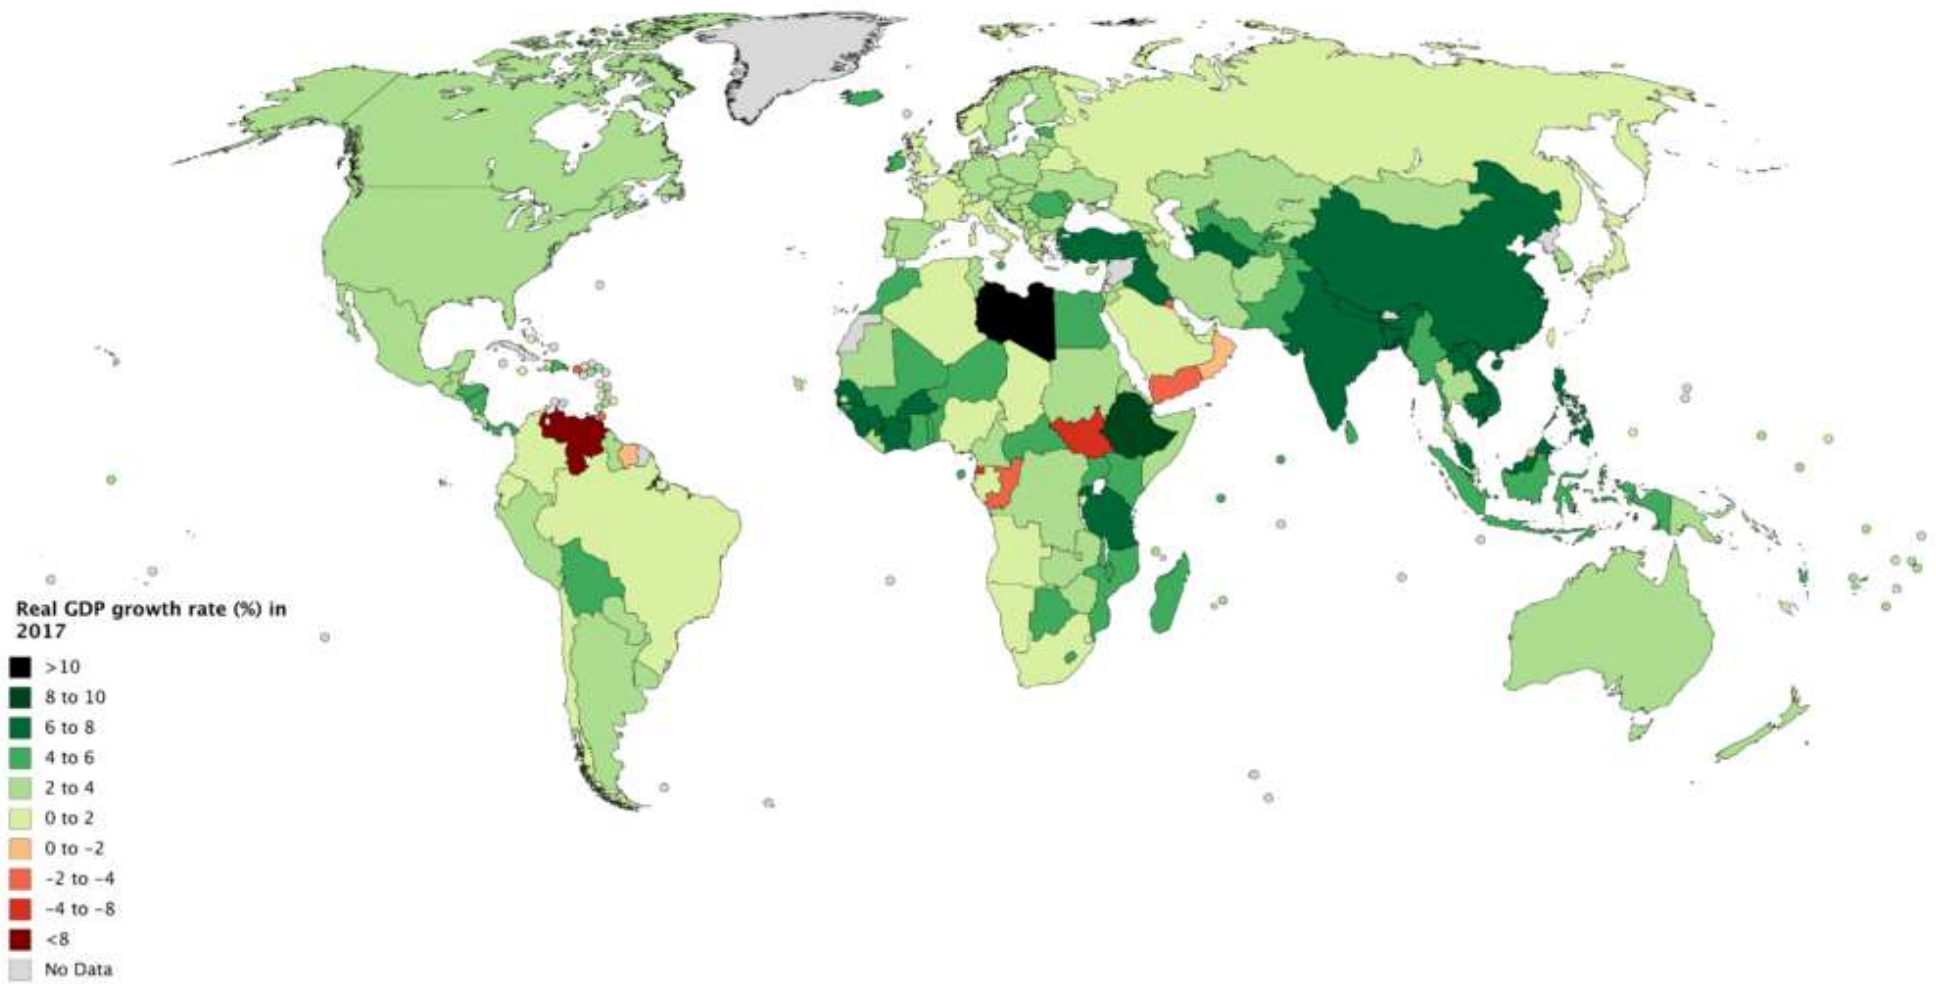 Real GDP growth rate (%) in
2017
>10
8 to 10
6 to 8
4 to 6
2 to 4
0 to 2
0 to -2
-2 to -4
-4 to -8
<8
No Data